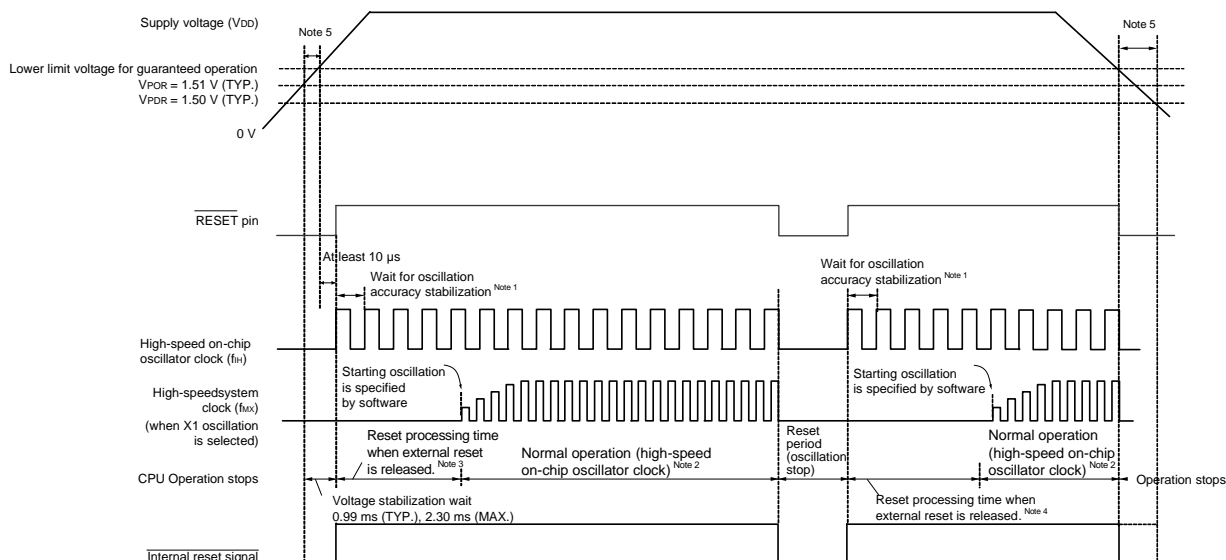 Supply voltage (VDD)
Note 5
Note 5
Lower limit voltage for guaranteed operation
VPOR = 1.51 V (TYP.)
VPDR = 1.50 V (TYP.)
0 V
RESET pin
At least 10 μs
Wait for oscillation
accuracy stabilization Note 1
Wait for oscillation
accuracy stabilization Note 1
High-speed on-chip
oscillator clock (fIH)
Starting oscillation
is specified
by software
Starting oscillation
is specified by software
High-speedsystem
clock (fMX)
(when X1 oscillation
is selected)
Reset processing time
when external reset
is released. Note 3
Normal operation (high-speed
on-chip oscillator clock) Note 2
Reset
period
(oscillation
stop)
Normal operation
(high-speed on-chip
oscillator clock) Note 2
CPU Operation stops
Operation stops
Voltage stabilization wait
0.99 ms (TYP.), 2.30 ms (MAX.)
Reset processing time when
external reset is released. Note 4
Internal reset signal